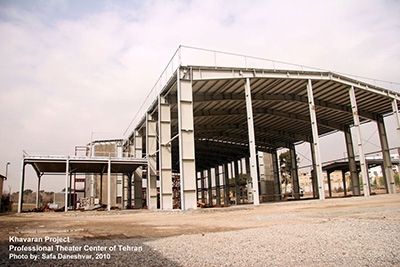 Khavaran Project
Professional Theater Center of Tehran
Photo by: Safa Daneshvar, 2010